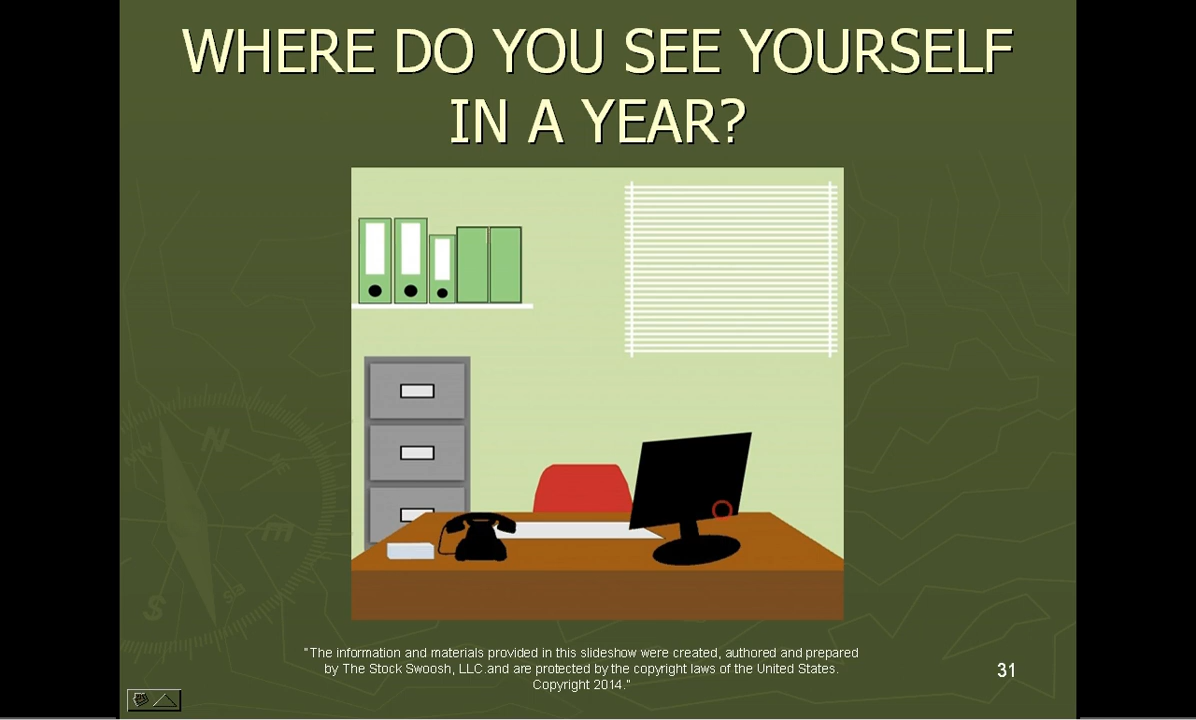 WHERE DO YOU SEE YOURSELF
IN A YEAR?
"The information and materials provided in this slideshow were created, authored and prepared
by The Stock Swoosh, LLC.and are protected by the copyright laws of the United States.
Copyright 2014."
31